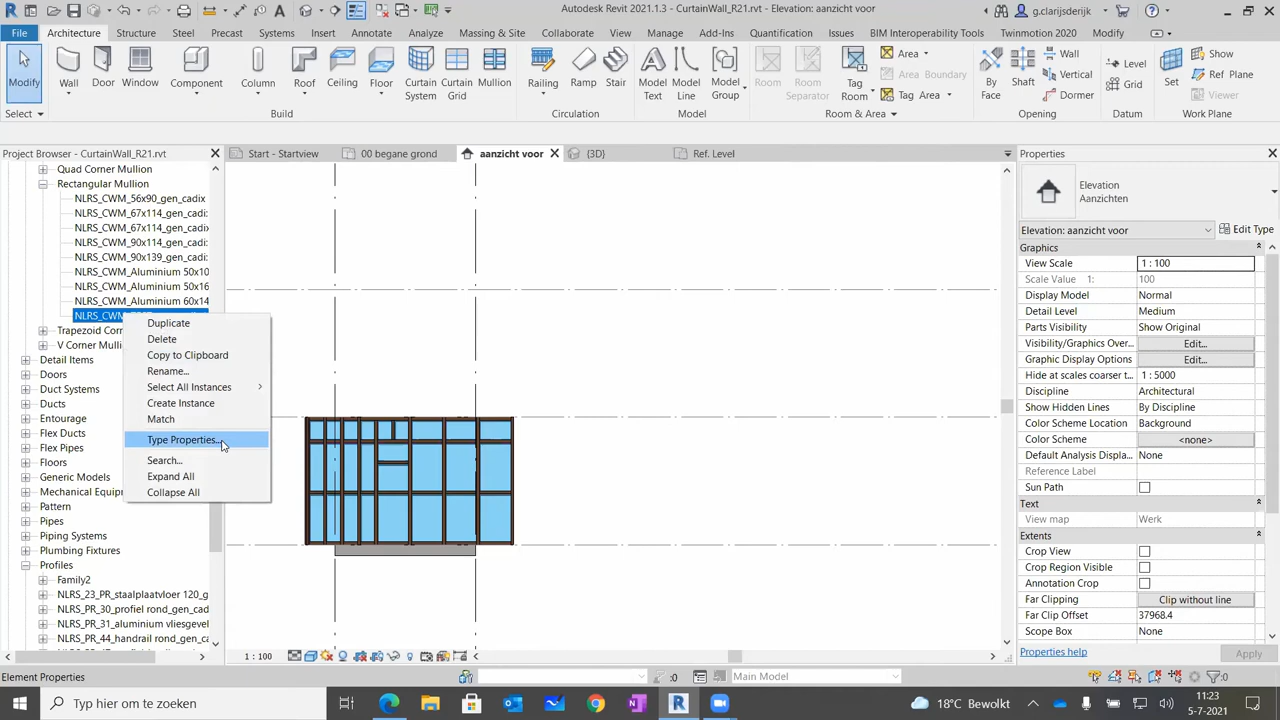 Autodesk Revit 2021.1.3 - CurtainWall_R21.rvt - Elevation: aanzicht voor
g.clarijsderijk
File Architecture Structure Steel Precast Systems Insert Annotate Analyze Massing & Site Collaborate View Manage Add-Ins Quantification Issues BIM Interoperability Tools Twinmotion 2020 Modify
Modify Wall Door Window Component Column Roof Ceiling Floor Curtain System Curtain Grid Mullion Railing Ramp Stair Model Text Model Line Model Group Room Room Separator Tag Room
Area
Area Boundary
Tag Area
By Face Shaft
Wall
Vertical
Dormer
Level
Grid
Set
Show
Ref Plane
Viewer
Select Build Circulation Model Room & Area Opening Datum Work Plane
Project Browser - CurtainWall_R21.rvt
Start - Startview 00 begane grond aanzicht voor {3D} Ref. Level
Quad Corner Mullion
Rectangular Mullion
NLRS_CWM_56x90_gen_cadix
NLRS_CWM_67x114_gen_cadi
NLRS_CWM_67x114_gen_cadi
NLRS_CWM_90x114_gen_cadi
NLRS_CWM_90x139_gen_cadi
NLRS_CWM_Aluminium 50x10
NLRS_CWM_Aluminium 50x16
NLRS_CWM_Aluminium 60x14
NLRS_CWM_
Trapezoid Cor
V Corner Mulli
Detail Items
Doors
Duct Systems
Ducts
Entourage
Flex Ducts
Flex Pipes
Floors
Generic Models
Mechanical Equip
Pattern
Pipes
Piping Systems
Plumbing Fixtures
Profiles
Family2
NLRS_23_PR_staalplaatvloer 120_g
NLRS_PR_30_profiel rond_gen_cadi
NLRS_PR_31_aluminium vliesgevel
NLRS_PR_44_handrail rond_gen_ca
Duplicate
Delete
Copy to Clipboard
Rename...
Select All Instances
Create Instance
Match
Type Properties...
Search...
Expand All
Collapse All
Properties
Elevation
Aanzichten
Elevation: aanzicht voor Edit Type
Graphics
View Scale 1 : 100
Scale Value 1: 100
Display Model Normal
Detail Level Medium
Parts Visibility Show Original
Visibility/Graphics Over... Edit...
Graphic Display Options Edit...
Hide at scales coarser t... 1 : 5000
Discipline Architectural
Show Hidden Lines By Discipline
Color Scheme Location Background
Color Scheme <none>
Default Analysis Displa... None
Reference Label
Sun Path
Text
View map Werk
Extents
Crop View
Crop Region Visible
Annotation Crop
Far Clipping Clip without line
Far Clip Offset 37968.4
Scope Box None
Properties help Apply
1 : 100
Element Properties :0 Main Model :0
Typ hier om te zoeken
18°C Bewolkt
11:23
5-7-2021